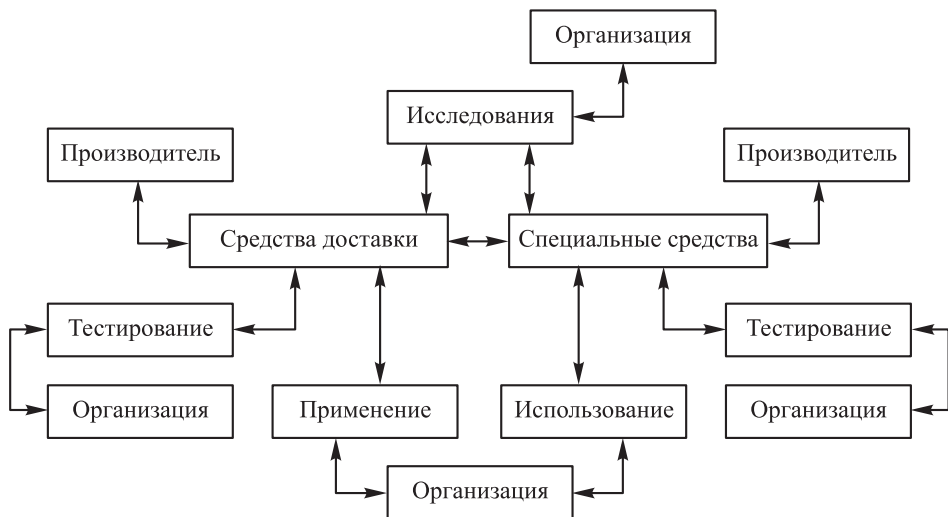 Организация
Исследования
Производитель
Производитель
Средства доставки
Специальные средства
Тестирование
Тестирование
Организация
Применение
Использование
Организация
Организация